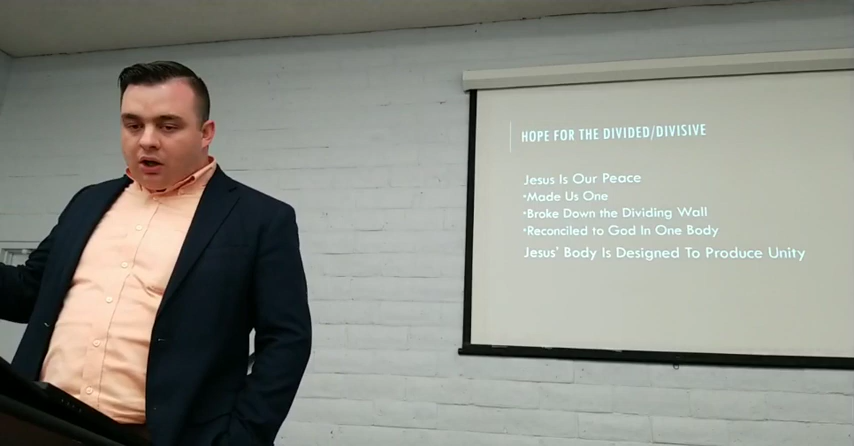 HOPE FOR THE DIVIDED/DIVISIVE
Jesus Is Our Peace
•Made Us One
•Broke Down the Dividing Wall
•Reconciled to God In One Body
Jesus' Body Is Designed To Produce Unity